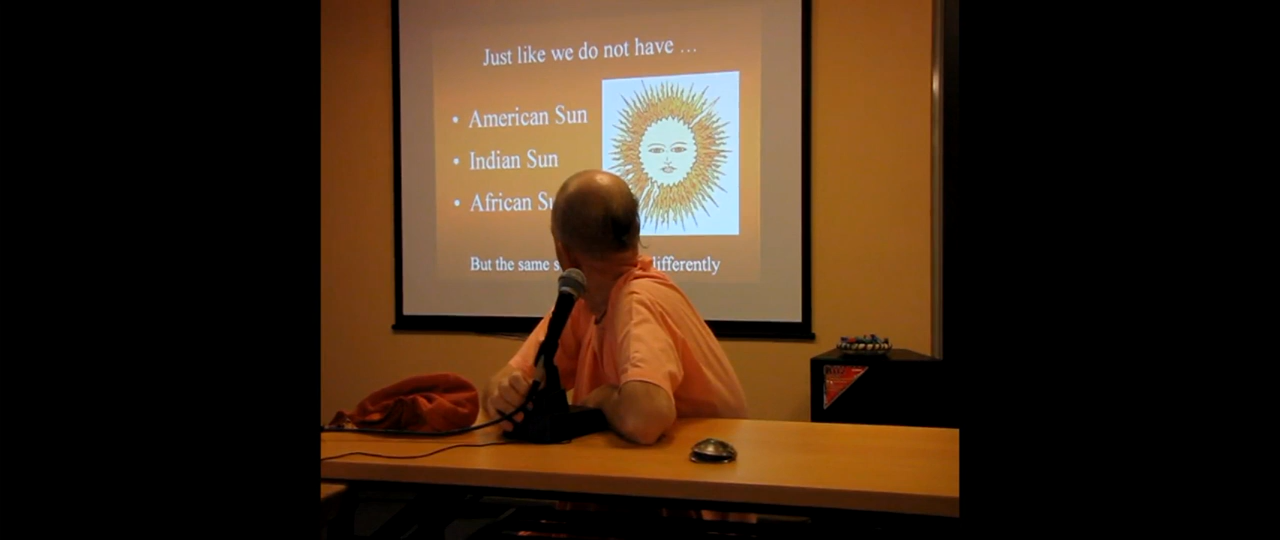 Just like we do not have ...
• American Sun
• Indian Sun
• African
But the same differently